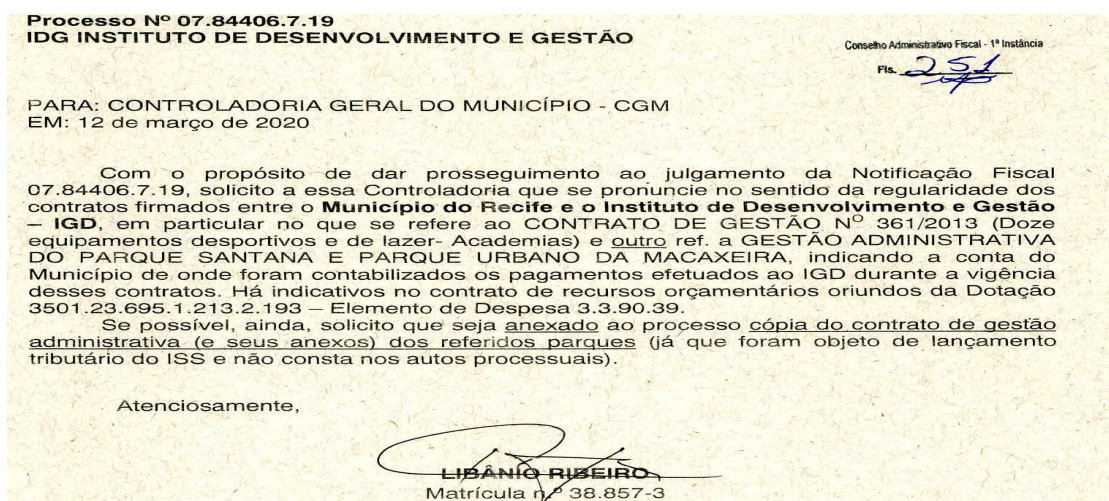 Processo Nº 07.84406.7.19
IDG INSTITUTO DE DESENVOLVIMENTO E GESTÃO
Conselho Administrativo Fiscal - 1ª Instância
Fls. 251
PARA: CONTROLADORIA GERAL DO MUNICÍPIO - CGM
EM: 12 de março de 2020
Com o propósito de dar prosseguimento ao julgamento da Notificação Fiscal
07.84406.7.19, solicito a essa Controladoria que se pronuncie no sentido da regularidade dos
contratos firmados entre o Município do Recife e o Instituto de Desenvolvimento e Gestão
– IGD, em particular no que se refere ao CONTRATO DE GESTÃO Nº 361/2013 (Doze
equipamentos desportivos e de lazer- Academias) e outro ref. a GESTÃO ADMINISTRATIVA
DO PARQUE SANTANA E PARQUE URBANO DA MACAXEIRA, indicando a conta do
Município de onde foram contabilizados os pagamentos efetuados ao IGD durante a vigência
desses contratos. Há indicativos no contrato de recursos orçamentários oriundos da Dotação
3501.23.695.1.213.2.193 – Elemento de Despesa 3.3.90.39.
Se possível, ainda, solicito que seja anexado ao processo cópia do contrato de gestão
administrativa (e seus anexos) dos referidos parques (já que foram objeto de lançamento
tributário do ISS e não consta nos autos processuais).
Atenciosamente,
LIBÂNIO RIBEIRO
Matrícula n.º 38.857-3